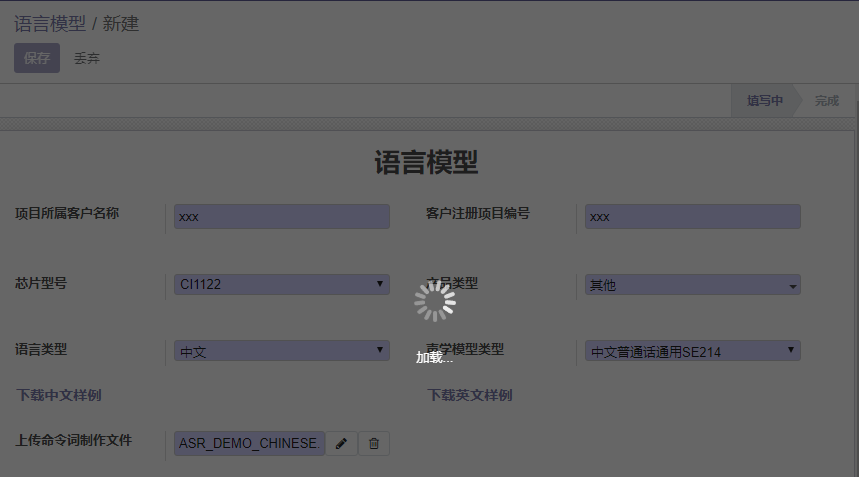 语言模型 / 新建
保存 丢弃
填写中 完成
语言模型
项目所属客户名称 xxx 客户注册项目编号 xxx
芯片型号 CI1122 产品类型 其他
语言类型 中文 声学模型类型 中文普通话通用SE214
加载...
下载中文样例 下载英文样例
上传命令词制作文件 ASR_DEMO_CHINESE.